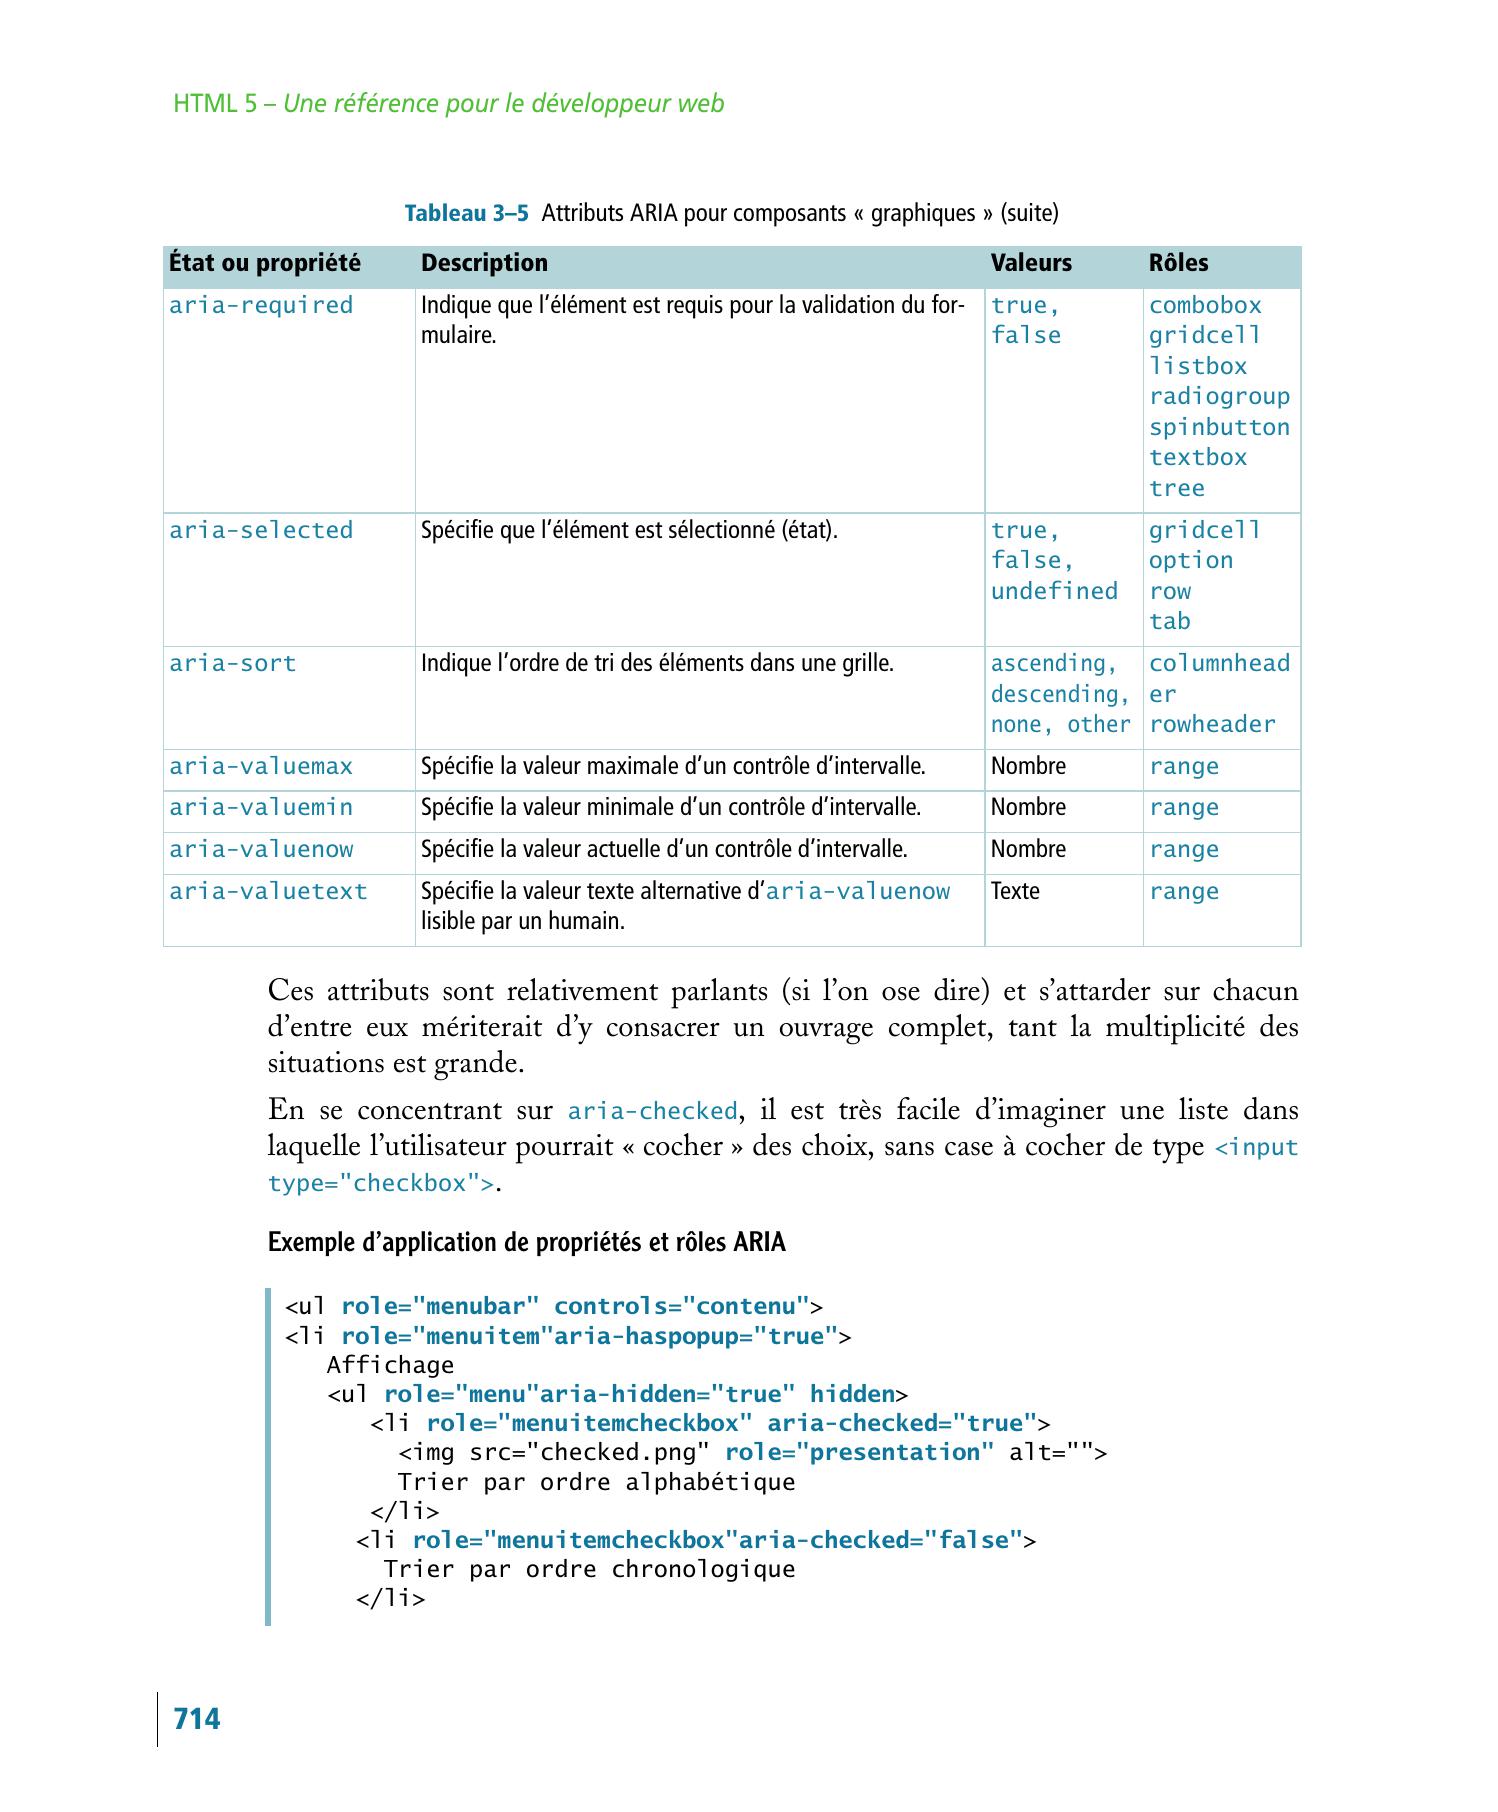 HTML 5 – Une référence pour le développeur web
Tableau 3–5 Attributs ARIA pour composants « graphiques » (suite)
État ou propriété Description Valeurs Rôles
aria-required Indique que l’élément est requis pour la validation du for- true, combobox
mulaire. false gridcell
listbox
radiogroup
spinbutton
textbox
tree
aria-selected Spécifie que l’élément est sélectionné (état). true, gridcell
false, option
undefined row
tab
aria-sort Indique l’ordre de tri des éléments dans une grille. ascending, columnhead
descending, er
none, other rowheader
aria-valuemax Spécifie la valeur maximale d’un contrôle d’intervalle. Nombre range
aria-valuemin Spécifie la valeur minimale d’un contrôle d’intervalle. Nombre range
aria-valuenow Spécifie la valeur actuelle d’un contrôle d’intervalle. Nombre range
aria-valuetext Spécifie la valeur texte alternative d’aria-valuenow Texte range
lisible par un humain.
Ces attributs sont relativement parlants (si l’on ose dire) et s’attarder sur chacun
d’entre eux mériterait d’y consacrer un ouvrage complet, tant la multiplicité des
situations est grande.
En se concentrant sur aria-checked, il est très facile d’imaginer une liste dans
laquelle l’utilisateur pourrait « cocher » des choix, sans case à cocher de type <input
type="checkbox">.
Exemple d’application de propriétés et rôles ARIA
<ul role="menubar" controls="contenu">
<li role="menuitem"aria-haspopup="true">
Affichage
<ul role="menu"aria-hidden="true" hidden>
<li role="menuitemcheckbox" aria-checked="true">
<img src="checked.png" role="presentation" alt="">
Trier par ordre alphabétique
</li>
<li role="menuitemcheckbox"aria-checked="false">
Trier par ordre chronologique
</li>
714